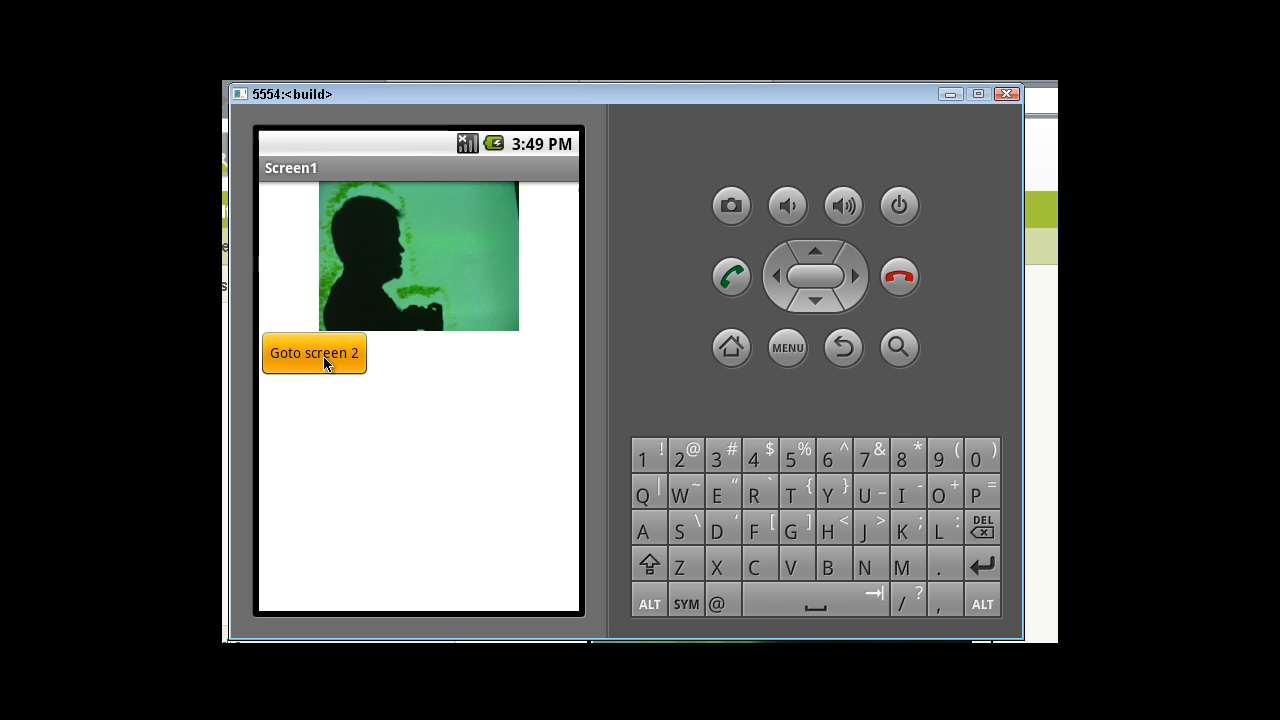 5554:<build>
3:49 PM
Screen1
Goto screen 2
MENU
1 ! 2 @ 3 # 4 $ 5 % 6 ^ 7 & 8 * 9 ( 0 )
Q | W ~ E “ R ` T { Y } U _ I - O + P =
A S \ D ‘ F [ G ] H < J > K ; L : DEL
Z X C V B N M .
ALT SYM @ / ? , ALT